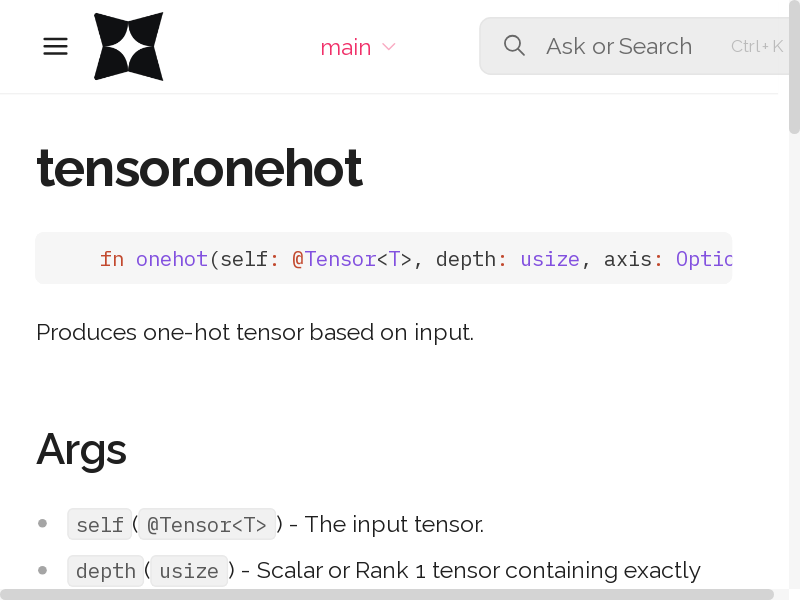 main
Ask or Search
Ctrl+K
tensor.onehot
fn onehot(self: @Tensor<T>, depth: usize, axis: Optio
Produces one-hot tensor based on input.
Args
self (@Tensor<T>) - The input tensor.
depth (usize) - Scalar or Rank 1 tensor containing exactly